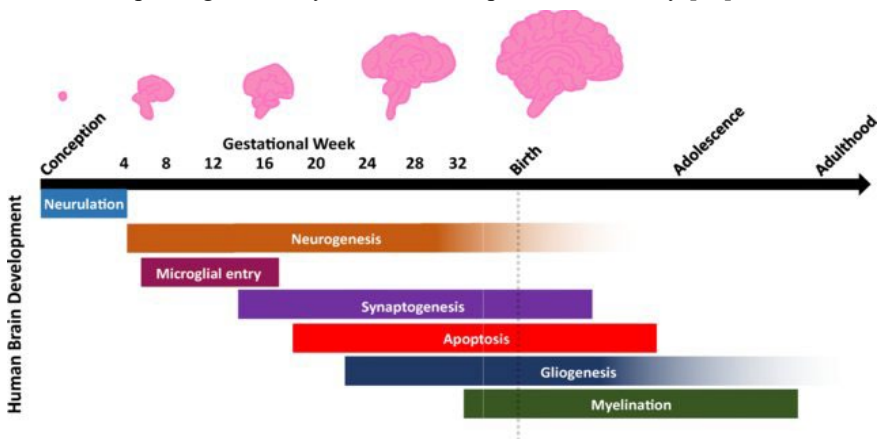 Conception
Gestational Week
4 8 12 16 20 24 28 32
Birth
Adolescence
Adulthood
Human Brain Development
Neurulation
Neurogenesis
Microglial entry
Synaptogenesis
Apoptosis
Gliogenesis
Myelination